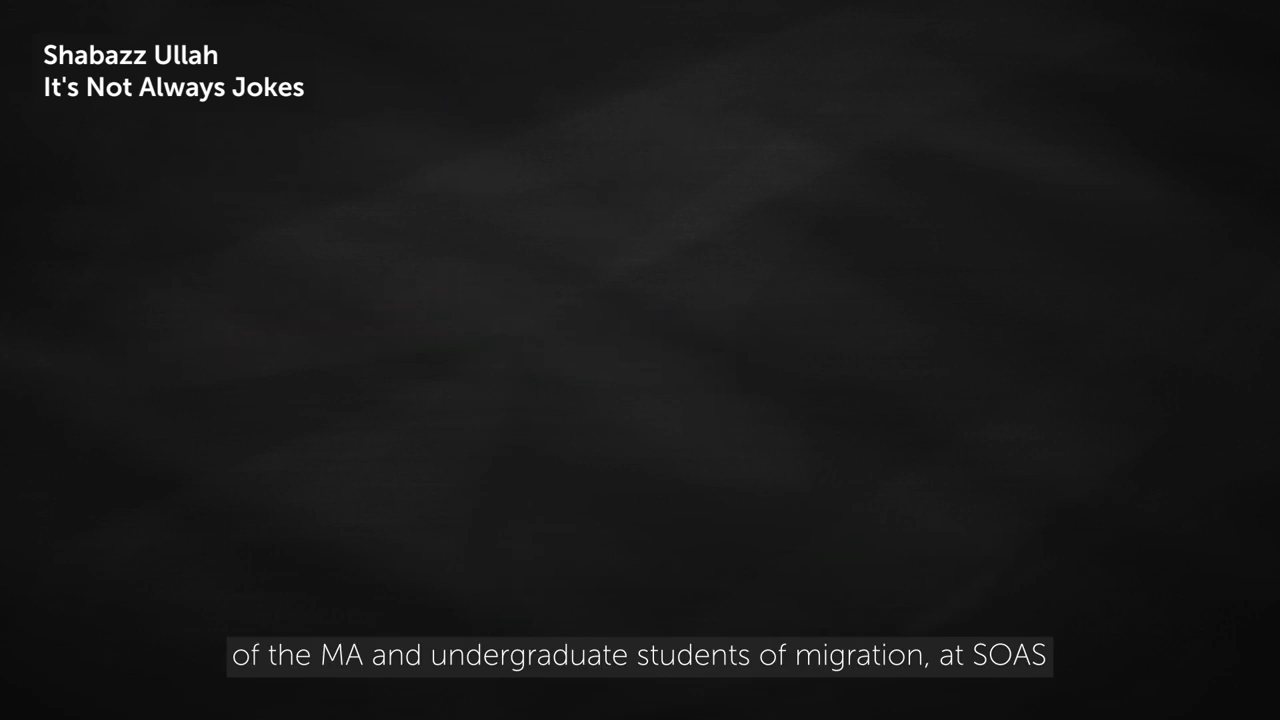 Shabazz Ullah
It's Not Always Jokes
of the MA and undergraduate students of migration, at SOAS